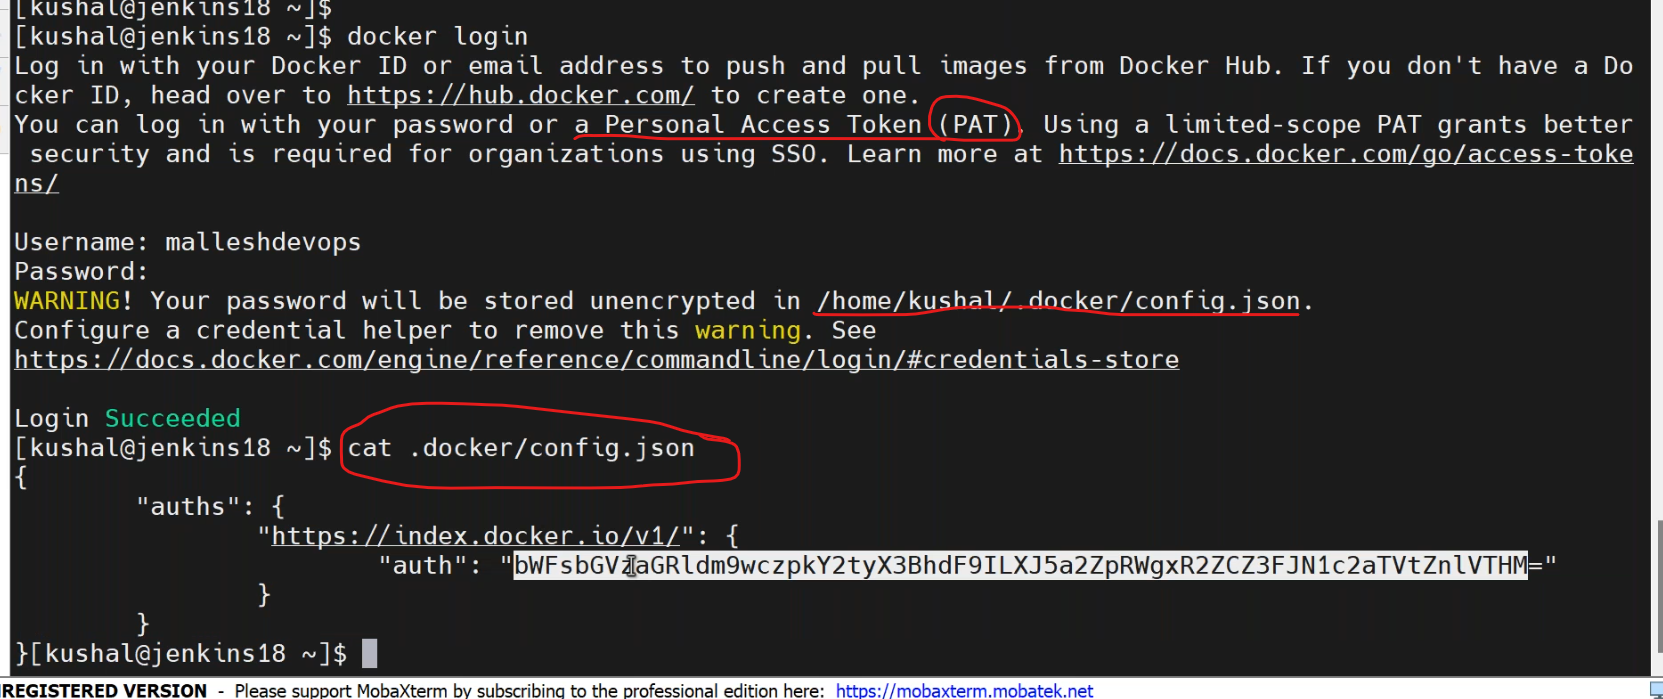 [kushal@jenkins18 ~]$
[kushal@jenkins18 ~]$ docker login
Log in with your Docker ID or email address to push and pull images from Docker Hub. If you don't have a Do
cker ID, head over to https://hub.docker.com/ to create one.
You can log in with your password or a Personal Access Token (PAT). Using a limited-scope PAT grants better
 security and is required for organizations using SSO. Learn more at https://docs.docker.com/go/access-toke
ns/
Username: malleshdevops
Password:
WARNING! Your password will be stored unencrypted in /home/kushal/.docker/config.json.
Configure a credential helper to remove this warning. See
https://docs.docker.com/engine/reference/commandline/login/#credentials-store
Login Succeeded
[kushal@jenkins18 ~]$ cat .docker/config.json
{
"auths": {
"https://index.docker.io/v1/": {
"auth": "bWFsbGVzaGRldm9wczpkY2tyX3BhdF9ILXJ5a2ZpRWgxR2ZCZ3FJN1c2aTVtZnlVTHM="
}
}
}[kushal@jenkins18 ~]$
REGISTERED VERSION - Please support MobaXterm by subscribing to the professional edition here: https://mobaxterm.mobatek.net